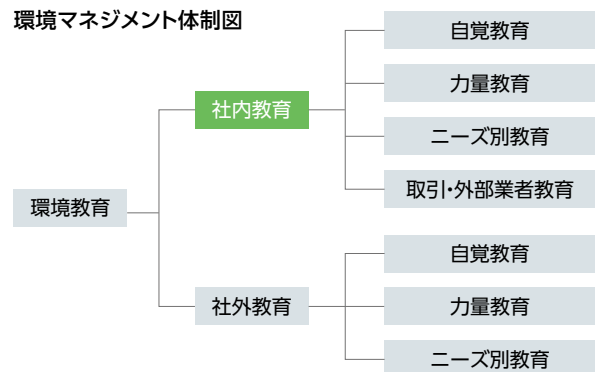 環境マネジメント体制図
環境教育
社内教育
自覚教育
力量教育
ニーズ別教育
取引・外部業者教育
社外教育
自覚教育
力量教育
ニーズ別教育